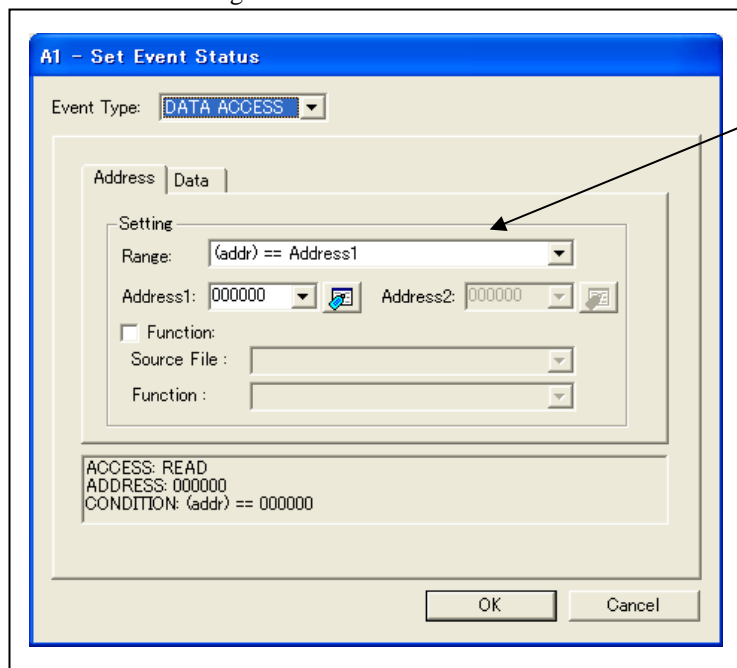 A1 - Set Event Status
Event Type: DATA ACCESS
Address Data
Setting
Range: (addr) == Address1
Address1: 000000 Address2: 000000
Function:
Source File :
Function :
ACCESS: READ
ADDRESS: 000000
CONDITION: (addr) == 000000
OK Cancel